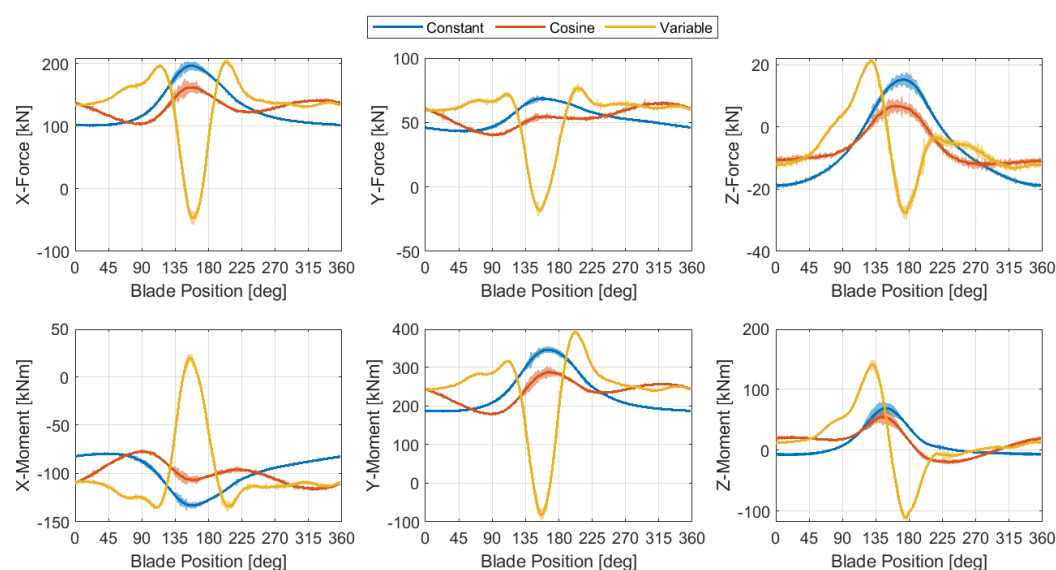 Constant Cosine Variable
X-Force [kN]
200
100
0
-100
0 45 90 135 180 225 270 315 360
Blade Position [deg]
Y-Force [kN]
100
50
0
-50
0 45 90 135 180 225 270 315 360
Blade Position [deg]
Z-Force [kN]
20
0
-20
-40
0 45 90 135 180 225 270 315 360
Blade Position [deg]
X-Moment [kNm]
50
0
-50
-100
-150
0 45 90 135 180 225 270 315 360
Blade Position [deg]
Y-Moment [kNm]
400
300
200
100
0
-100
0 45 90 135 180 225 270 315 360
Blade Position [deg]
Z-Moment [kNm]
200
100
0
-100
0 45 90 135 180 225 270 315 360
Blade Position [deg]